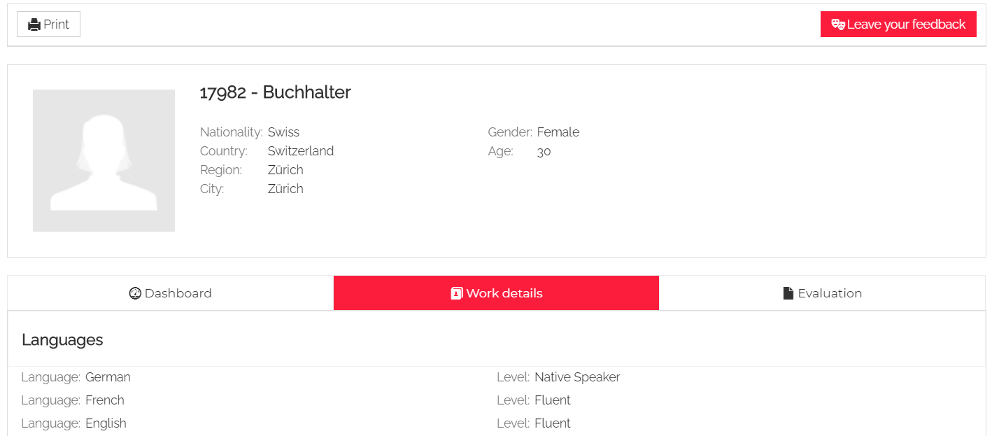 Print
Leave your feedback
17982 - Buchhalter
Nationality: Swiss
Gender: Female
Country: Switzerland
Age: 30
Region: Zürich
City: Zürich
Dashboard
Work details
Evaluation
Languages
Language: German
Level: Native Speaker
Language: French
Level: Fluent
Language: English
Level: Fluent